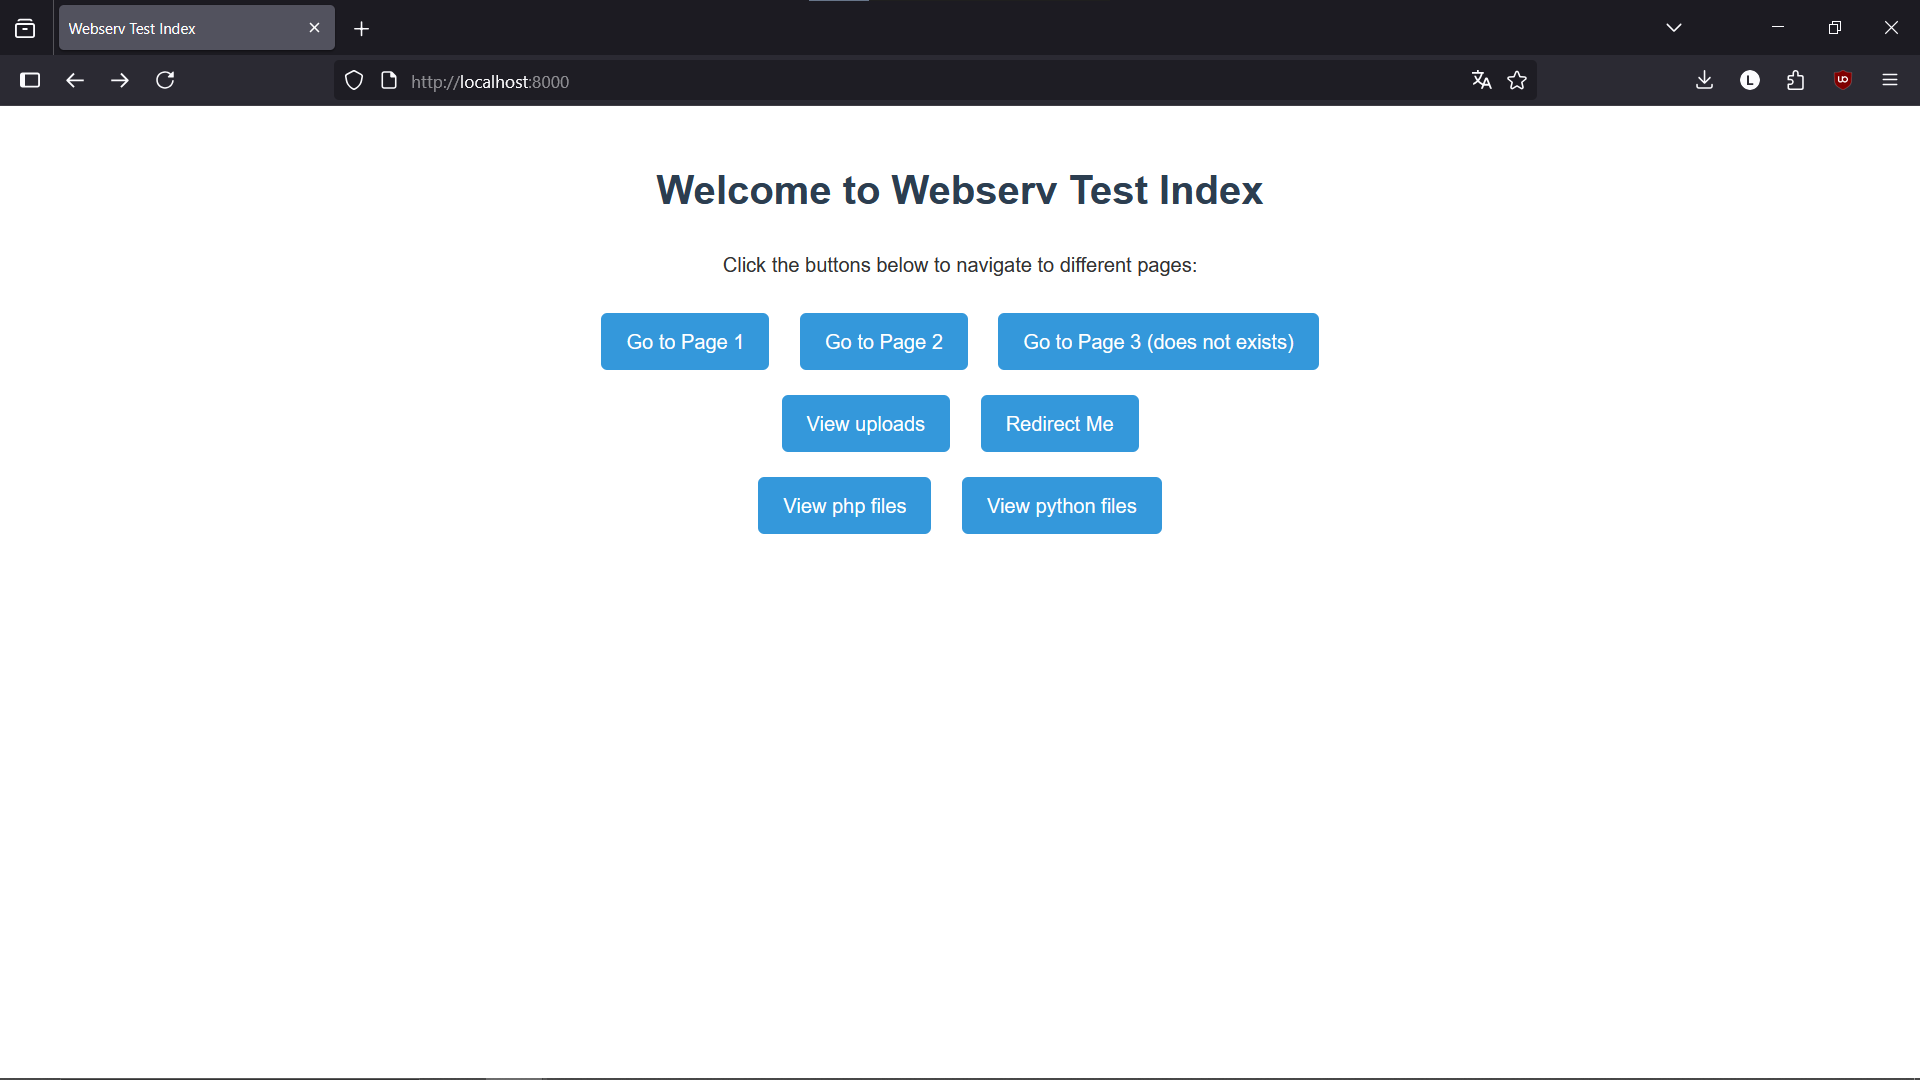 Webserv Test Index
http://localhost:8000
L
uo
Welcome to Webserv Test Index
Click the buttons below to navigate to different pages:
Go to Page 1 Go to Page 2 Go to Page 3 (does not exists)
View uploads Redirect Me
View php files View python files